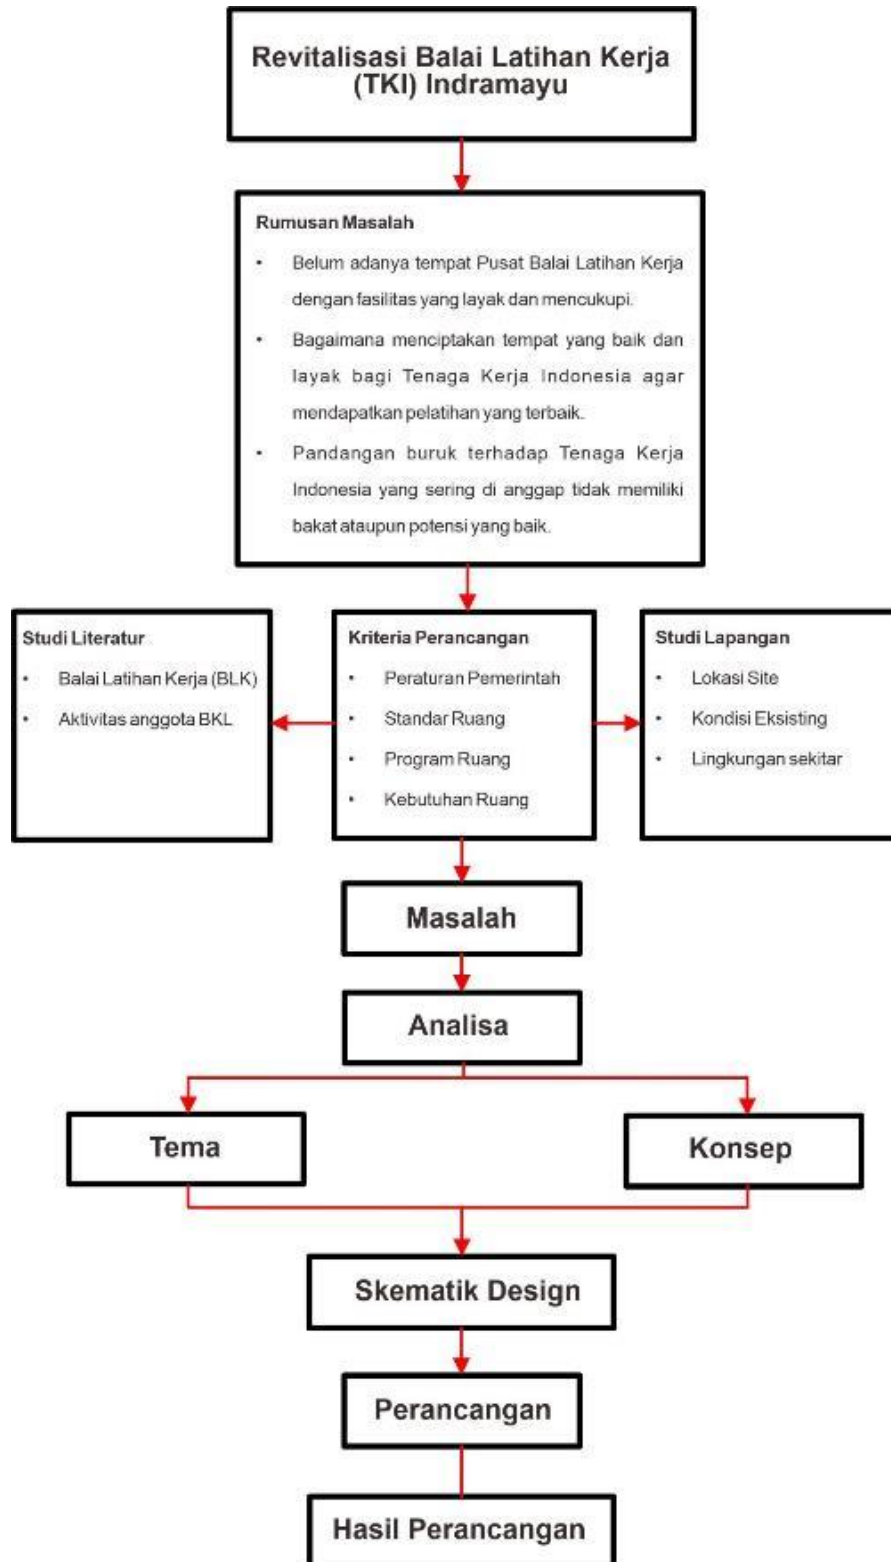 Revitalisasi Balai Latihan Kerja
(TKI) Indramayu
Rumusan Masalah
• Belum adanya tempat Pusat Balai Latihan Kerja
dengan fasilitas yang layak dan mencukupi.
• Bagaimana menciptakan tempat yang baik dan
layak bagi Tenaga Kerja Indonesia agar
mendapatkan pelatihan yang terbaik.
• Pandangan buruk terhadap Tenaga Kerja
Indonesia yang sering di anggap tidak memiliki
bakat ataupun potensi yang baik.
Studi Literatur
• Balai Latihan Kerja (BLK)
• Aktivitas anggota BKL
Kriteria Perancangan
• Peraturan Pemerintah
• Standar Ruang
• Program Ruang
• Kebutuhan Ruang
Studi Lapangan
• Lokasi Site
• Kondisi Eksisting
• Lingkungan sekitar
Masalah
Analisa
Tema
Konsep
Skematik Design
Perancangan
Hasil Perancangan